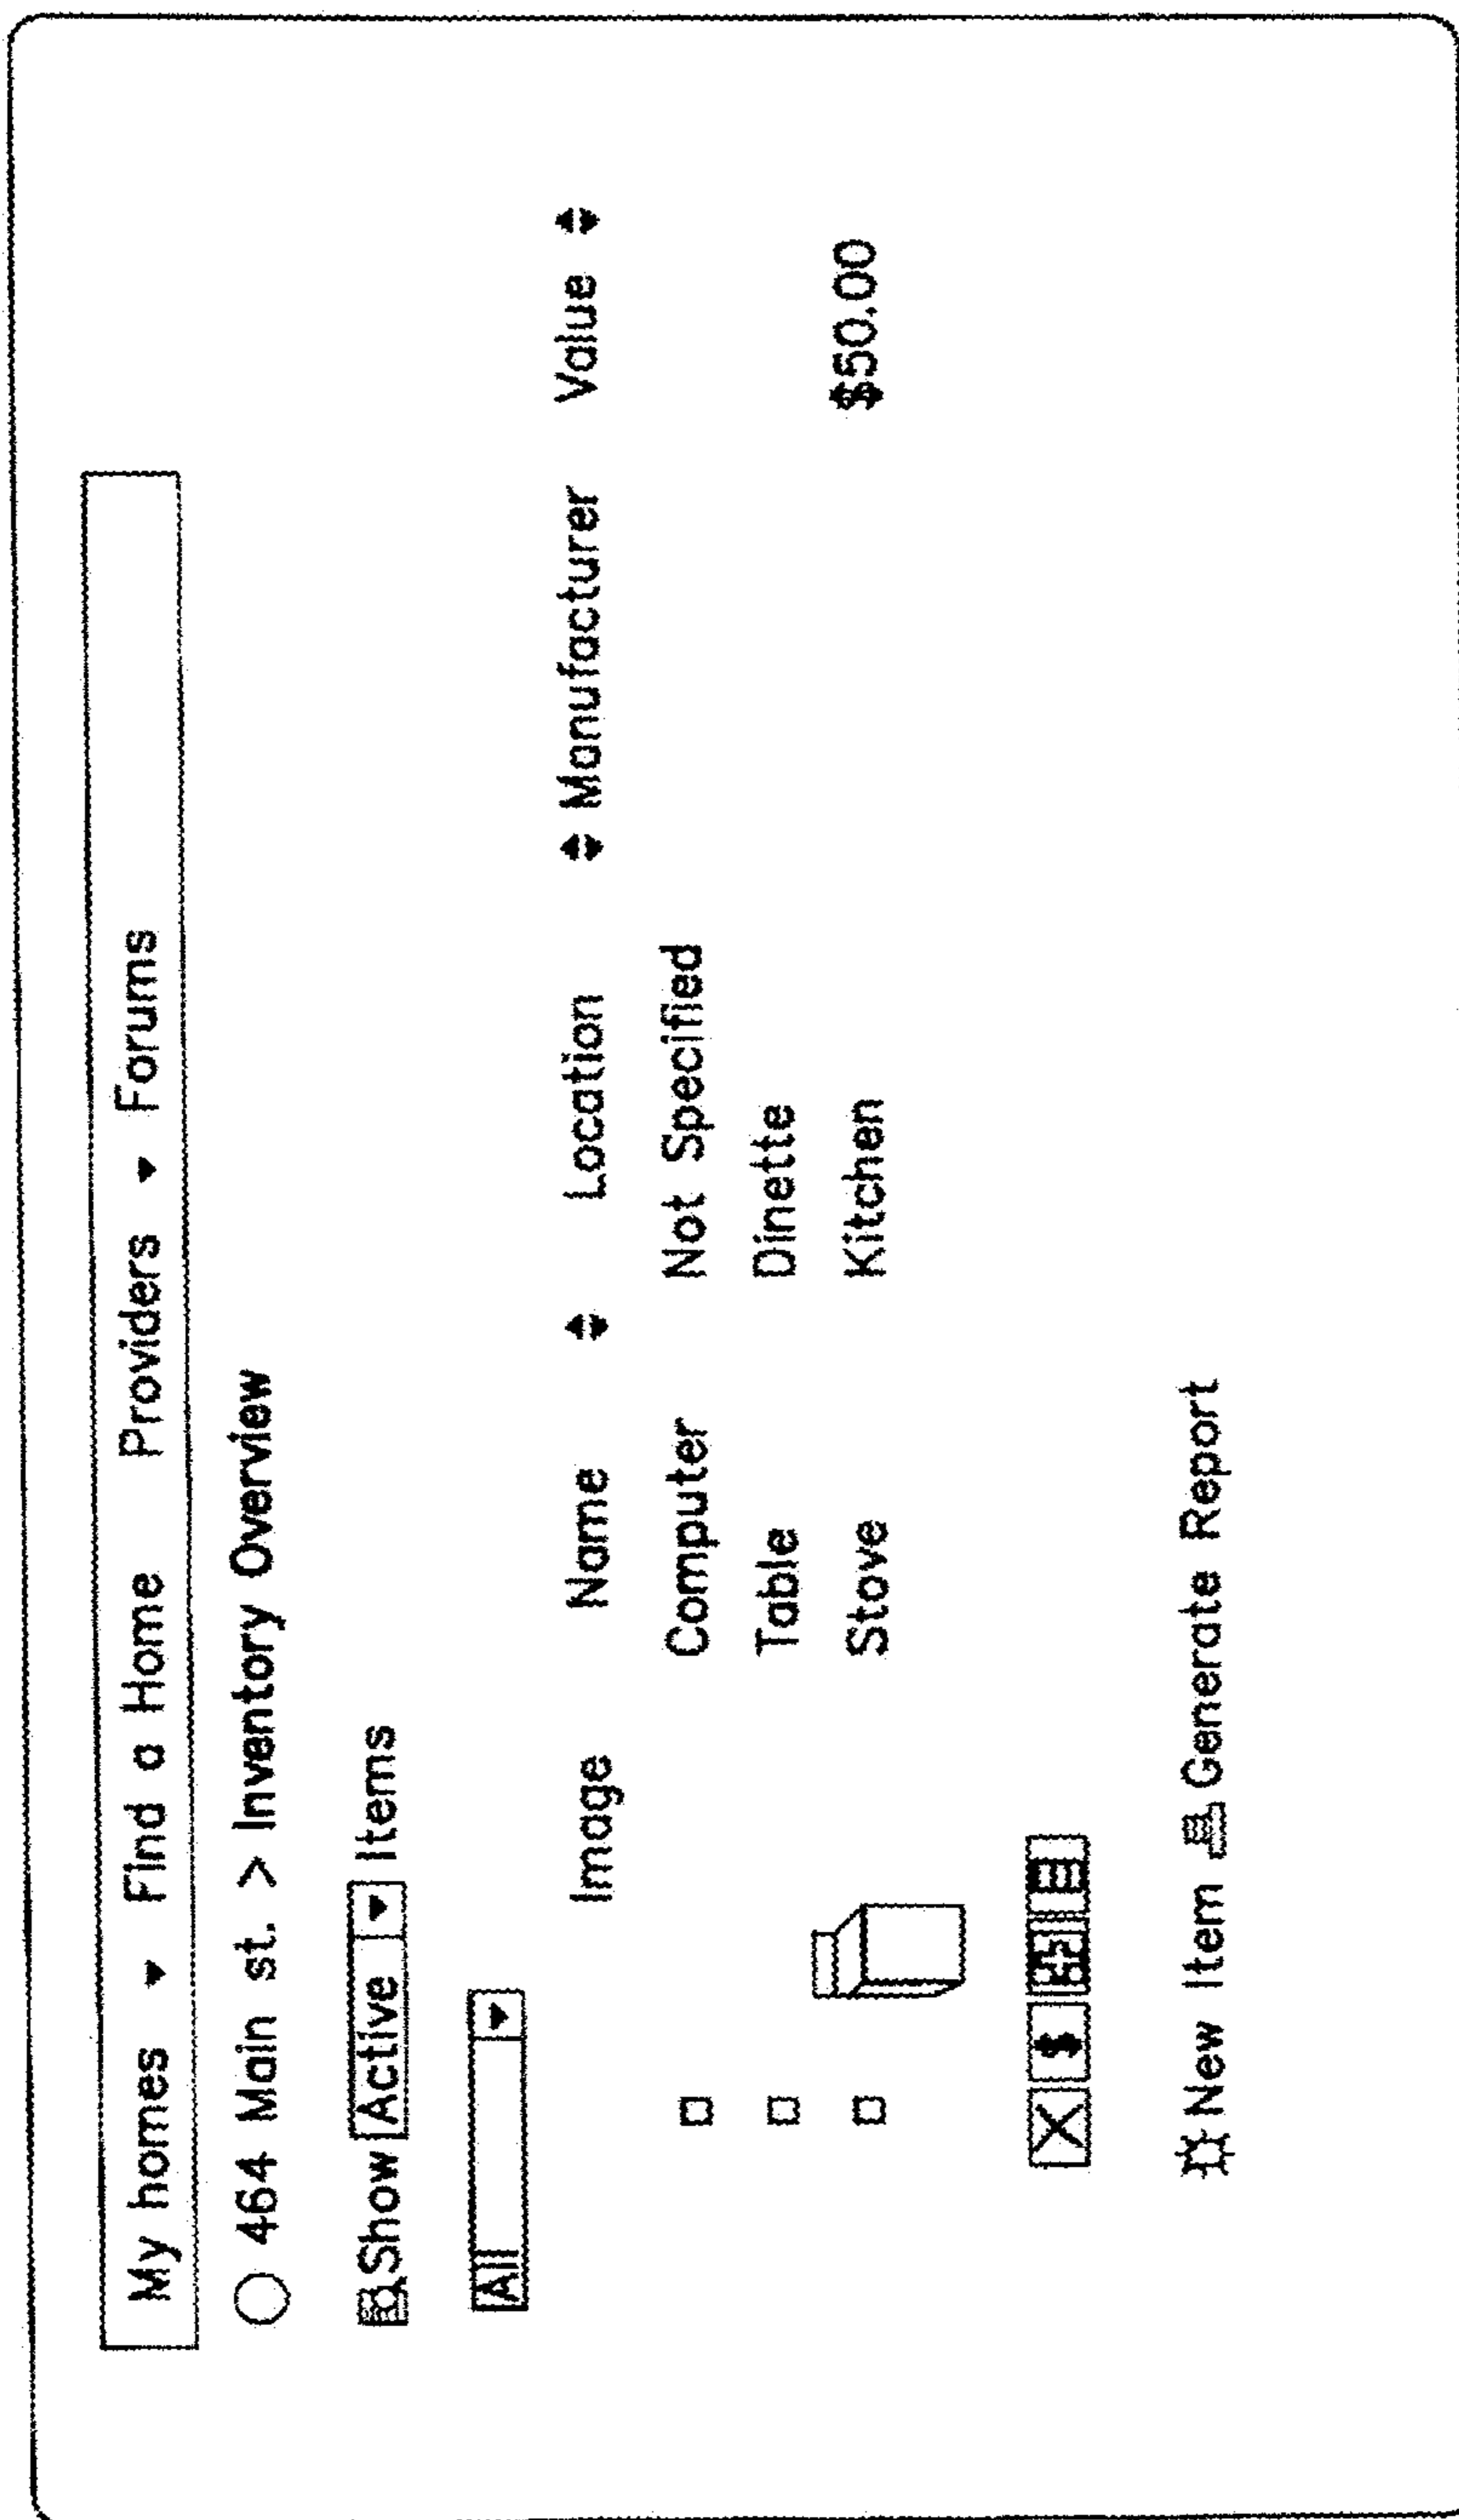 My homes ▼ Find a Home Providers ▼ Forums
464 Main st. > Inventory Overview
Show Active ▼ Items
All ▼
Image Name Location Manufacturer Value
Computer Not Specified
Table Dinette
Stove Kitchen $50.00
$
New Item Generate Report